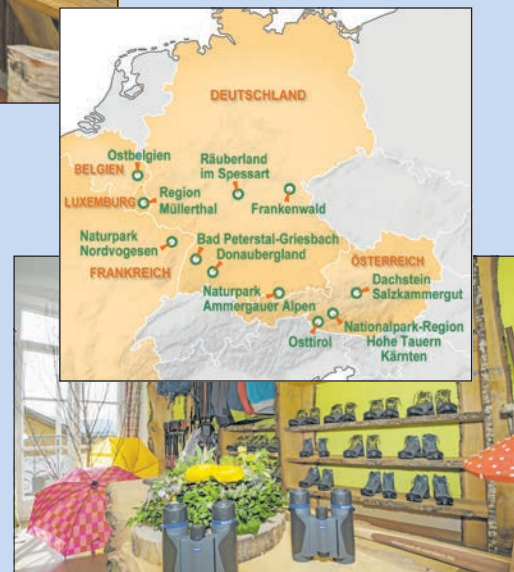 DEUTSCHLAND
Ostbelgien
BELGIEN
Räuberland
im Spessart
LUXEMBURG
Region
Müllerthal
Frankenwald
Naturpark
Nordvogesen
Bad Peterstal-Griesbach
Donaubergland
FRANKREICH
ÖSTERREICH
Dachstein
Salzkammergut
Naturpark
Ammergauer Alpen
Nationalpark-Region
Hohe Tauern
Kärnten
Osttirol